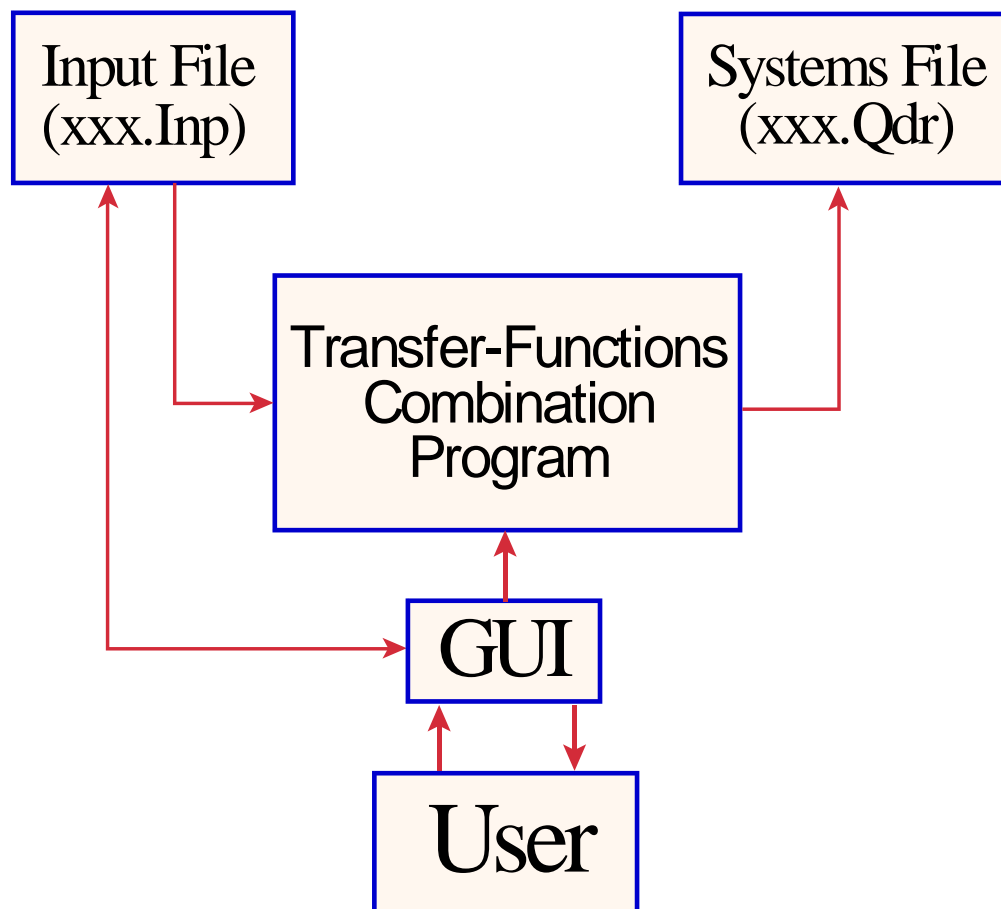 Input File
(xxx.Inp)
Systems File
(xxx.Qdr)
Transfer-Functions
Combination
Program
GUI
User